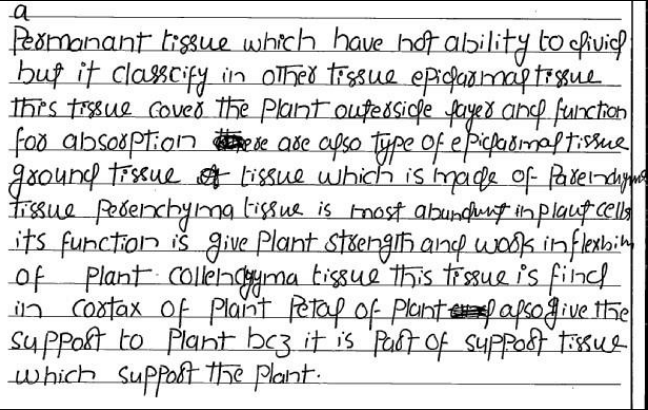 a
Permanant tissue which have not ability to divid
but it classcify in other tissue epidarmal tissue
this tissue cover the plant outerside layer and function
for absorption there are also type of epidarmal tissue
ground tissue tissue which is made of Parenchyma
tissue perenchyma tissue is most abundunt in plant cells
its function is give plant strength and work in flexbiity
of plant. collenchyma tissue this tissue is find
in cortax of plant petal of plant also give the
support to plant bcz it is part of support tissue
which support the plant.